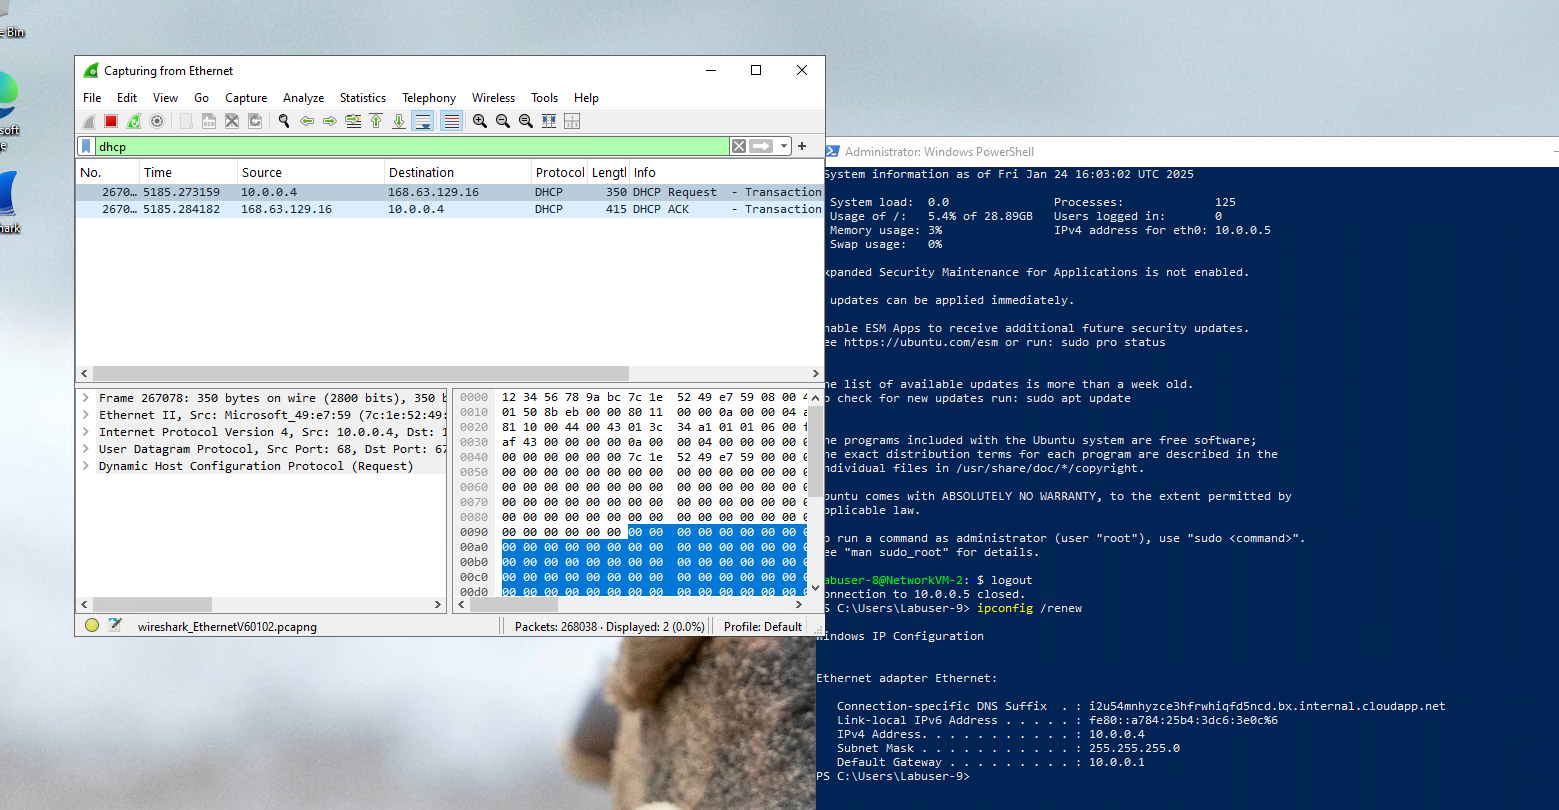 e Bin
soft
e
ark
Capturing from Ethernet
File Edit View Go Capture Analyze Statistics Telephony Wireless Tools Help
dhcp
No. Time Source Destination Protocol Lengtl Info
2670… 5185.273159 10.0.0.4 168.63.129.16 DHCP 350 DHCP Request - Transaction
2670… 5185.284182 168.63.129.16 10.0.0.4 DHCP 415 DHCP ACK - Transaction
Frame 267078: 350 bytes on wire (2800 bits), 350 b
Ethernet II, Src: Microsoft_49:e7:59 (7c:1e:52:49:
Internet Protocol Version 4, Src: 10.0.0.4, Dst: 1
User Datagram Protocol, Src Port: 68, Dst Port: 67
Dynamic Host Configuration Protocol (Request)
0000 12 34 56 78 9a bc 7c 1e 52 49 e7 59 08 00 4
0010 01 50 8b eb 00 00 80 11 00 00 0a 00 00 04 a
0020 81 10 00 44 00 43 01 3c 34 a1 01 01 06 00
0030 af 43 00 00 00 00 0a 00 00 04 00 00 00 0
0040 00 00 00 00 00 00 7c 1e 52 49 e7 59 00 00 0
0050 00 00 00 00 00 00 00 00 00 00 00 00 00 00 0
0060 00 00 00 00 00 00 00 00 00 00 00 00 00 00 0
0070 00 00 00 00 00 00 00 00 00 00 00 00 00 00 0
0080 00 00 00 00 00 00 00 00 00 00 00 00 00 00 0
0090 00 00 00 00 00 00 00 00 00 00 00 00 00 00 0
00a0 00 00 00 00 00 00 00 00 00 00 00 00 00 00 0
00b0 00 00 00 00 00 00 00 00 00 00 00 00 00 00 0
00c0 00 00 00 00 00 00 00 00 00 00 00 00 00 00 0
00d0 00 00 00 00 00 00 00 00 00 00 00 00 00 00 0
wireshark_EthernetV60102.pcapng Packets: 268038 · Displayed: 2 (0.0%) Profile: Default
Administrator: Windows PowerShell
System information as of Fri Jan 24 16:03:02 UTC 2025
System load: 0.0 Processes: 125
Usage of /: 5.4% of 28.89GB Users logged in: 0
Memory usage: 3% IPv4 address for eth0: 10.0.0.5
Swap usage: 0%
xpanded Security Maintenance for Applications is not enabled.
updates can be applied immediately.
nable ESM Apps to receive additional future security updates.
ee https://ubuntu.com/esm or run: sudo pro status
he list of available updates is more than a week old.
o check for new updates run: sudo apt update
he programs included with the Ubuntu system are free software;
he exact distribution terms for each program are described in the
ndividual files in /usr/share/doc/*/copyright.
buntu comes with ABSOLUTELY NO WARRANTY, to the extent permitted by
pplicable law.
o run a command as administrator (user "root"), use "sudo <command>".
ee "man sudo_root" for details.
abuser-8@NetworkVM-2: $ logout
onnection to 10.0.0.5 closed.
S C:\Users\Labuser-9> ipconfig /renew
indows IP Configuration
Ethernet adapter Ethernet:
Connection-specific DNS Suffix . : i2u54mnhyzce3hfrwhiqfd5ncd.bx.internal.cloudapp.net
Link-local IPv6 Address . . . . . : fe80::a784:25b4:3dc6:3e0c%6
IPv4 Address. . . . . . . . . . . : 10.0.0.4
Subnet Mask . . . . . . . . . . . : 255.255.255.0
Default Gateway . . . . . . . . . : 10.0.0.1
PS C:\Users\Labuser-9>